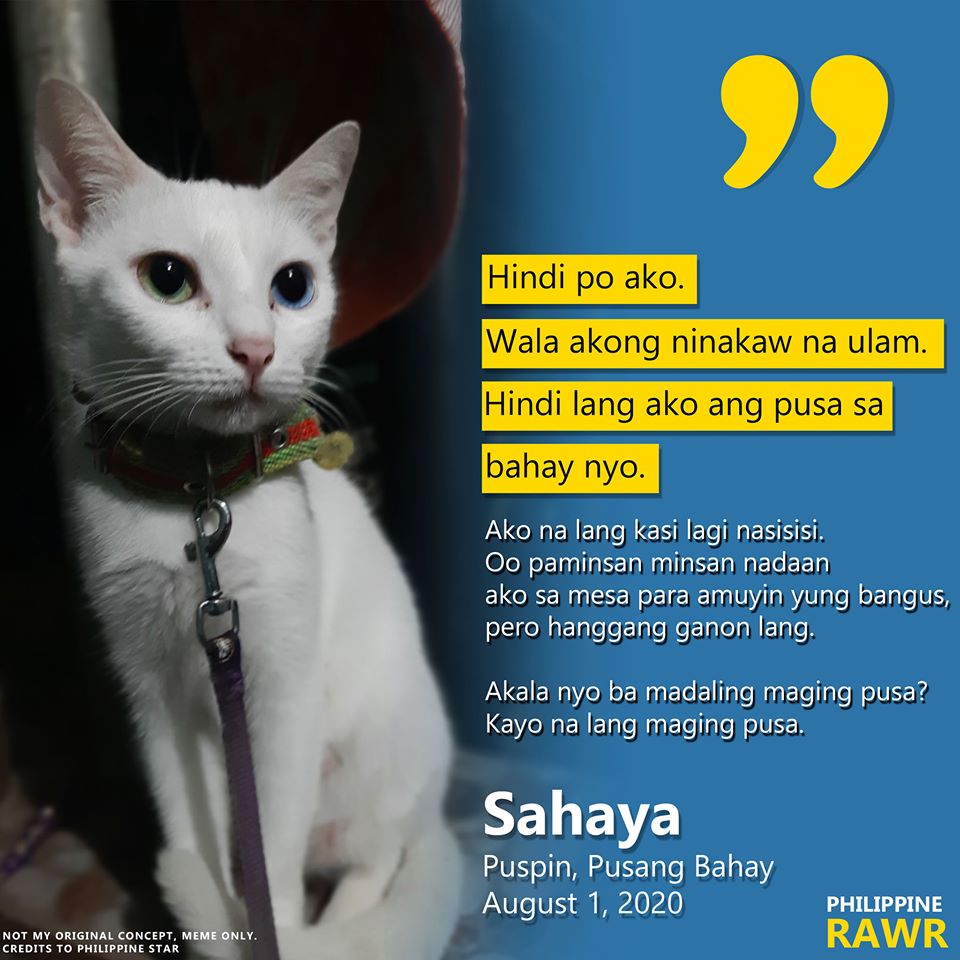 Hindi po ako.
Wala akong ninakaw na ulam.
Hindi lang ako ang pusa sa
bahay nyo.
Ako na lang kasi lagi nasisisi.
Oo paminsan minsan nadaan
ako sa mesa para amuyin yung bangus,
pero hanggang ganon lang.
Akala nyo ba madaling maging pusa?
Kayo na lang maging pusa.
Sahaya
Puspin, Pusang Bahay
August 1, 2020
PHILIPPINE
RAWR
NOT MY ORIGINAL CONCEPT, MEME ONLY.
CREDITS TO PHILIPPINE STAR